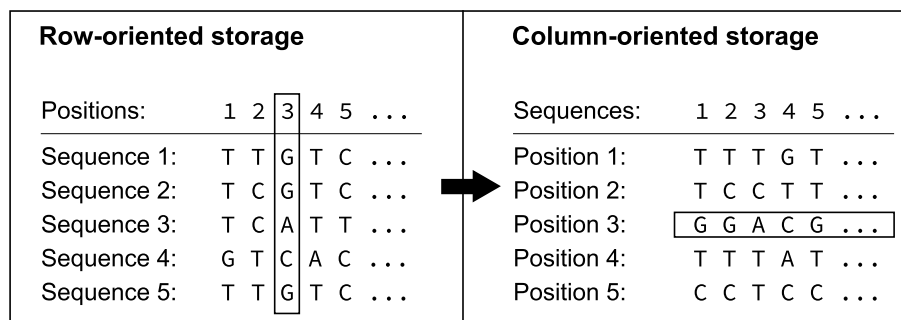 Row-oriented storage
Positions: 1 2 3 4 5 ...
Sequence 1: T T G T C ...
Sequence 2: T C G T C ...
Sequence 3: T C A T T ...
Sequence 4: G T C A C ...
Sequence 5: T T G T C ...
Column-oriented storage
Sequences: 1 2 3 4 5 ...
Position 1: T T T G T ...
Position 2: T C C T T ...
Position 3: G G A C G ...
Position 4: T T T A T ...
Position 5: C C T C C ...